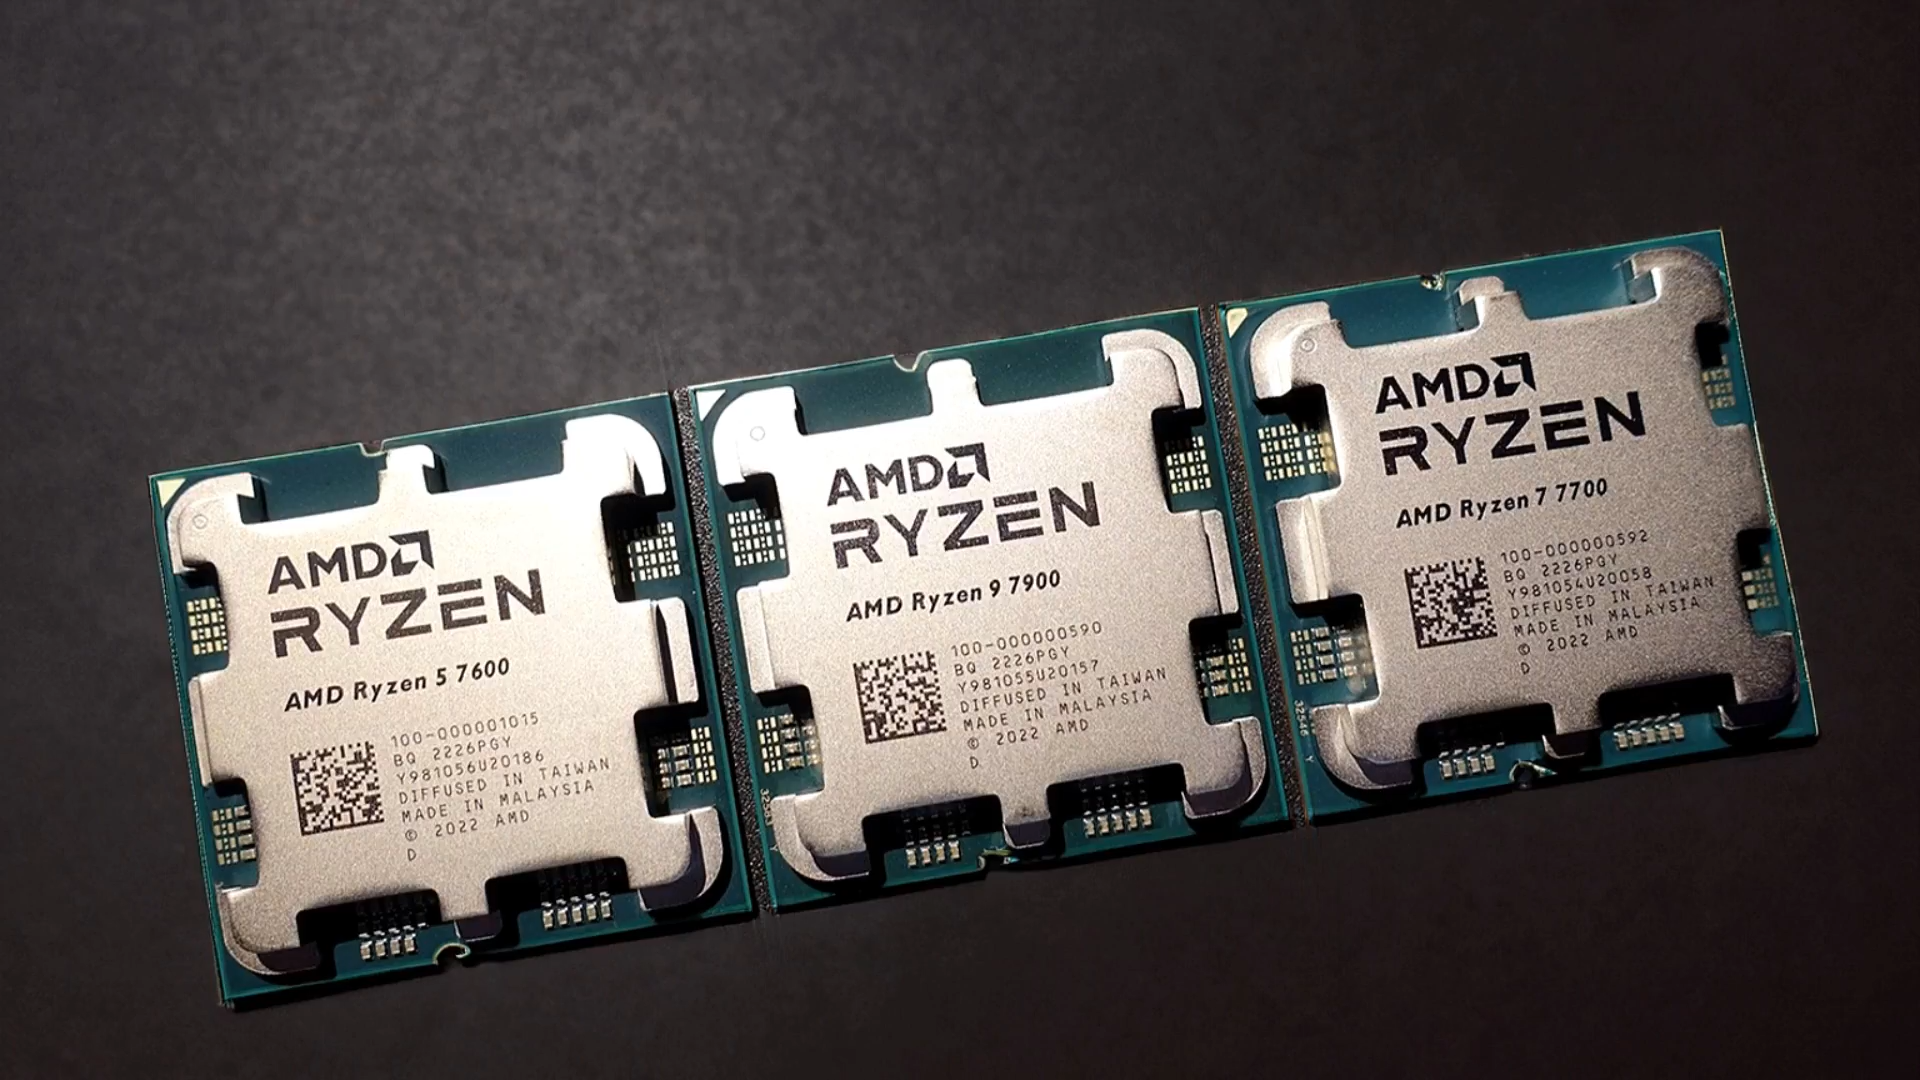 AMD
RYZEN
AMD Ryzen 5 7600
100-000001015
BQ 2226PGY
Y981056U20186
DIFFUSED IN TAIWAN
MADE IN MALAYSIA
© 2022 AMD
D
AMD
RYZEN
AMD Ryzen 9 7900
100-000000590
BQ 2226PGY
Y981055U20157
DIFFUSED IN TAIWAN
MADE IN MALAYSIA
© 2022 AMD
D
AMD
RYZEN
AMD Ryzen 7 7700
100-000000592
BQ 2226PGY
Y981054U20058
DIFFUSED IN TAIWAN
MADE IN MALAYSIA
© 2022 AMD
D